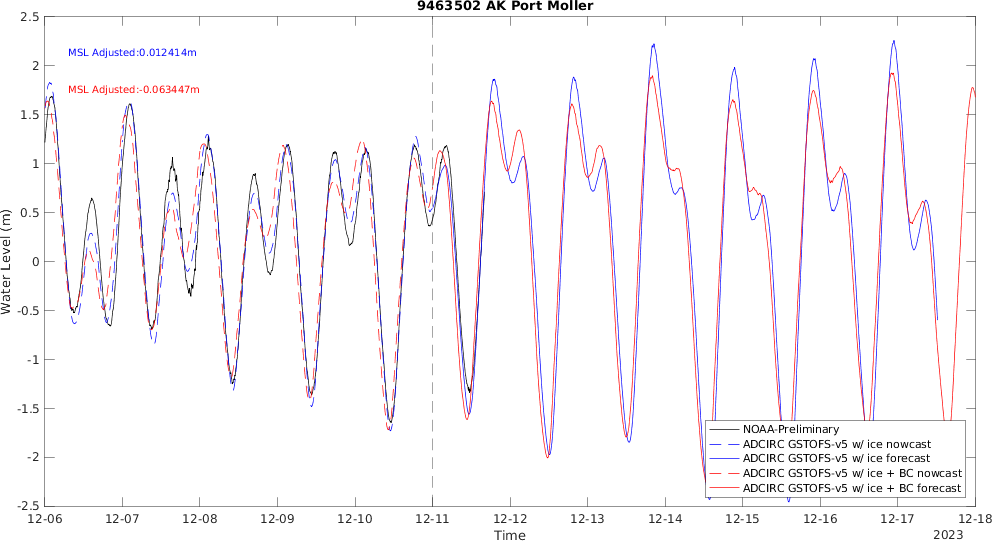 9463502 AK Port Moller
MSL Adjusted:0.012414m
MSL Adjusted:-0.063447m
Water Level (m)
2.5
2
1.5
1
0.5
0
-0.5
-1
-1.5
-2
-2.5
NOAA-Preliminary
ADCIRC GSTOFS-v5 w/ ice nowcast
ADCIRC GSTOFS-v5 w/ ice forecast
ADCIRC GSTOFS-v5 w/ ice + BC nowcast
ADCIRC GSTOFS-v5 w/ ice + BC forecast
12-06 12-07 12-08 12-09 12-10 12-11 12-12 12-13 12-14 12-15 12-16 12-17 12-18
Time
2023